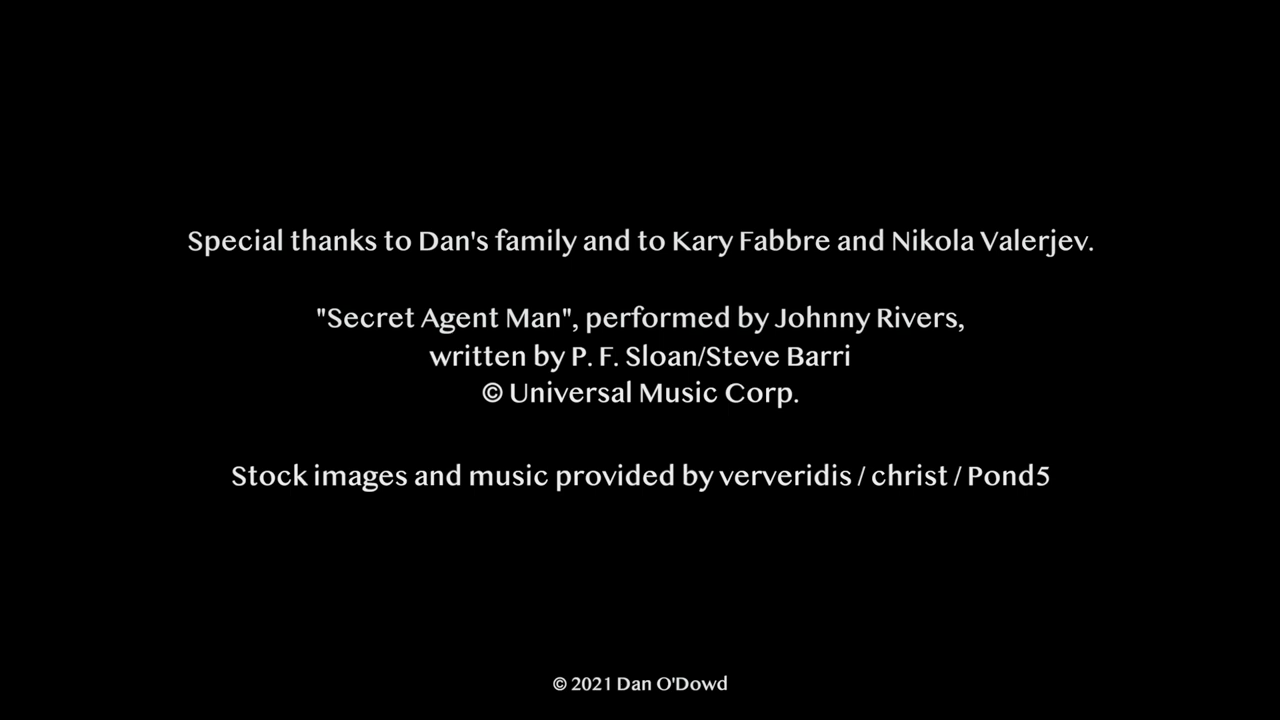 Special thanks to Dan's family and to Kary Fabbre and Nikola Valerjev.
"Secret Agent Man", performed by Johnny Rivers,
written by P. F. Sloan/Steve Barri
© Universal Music Corp.
Stock images and music provided by ververidis / christ / Pond5
© 2021 Dan O'Dowd